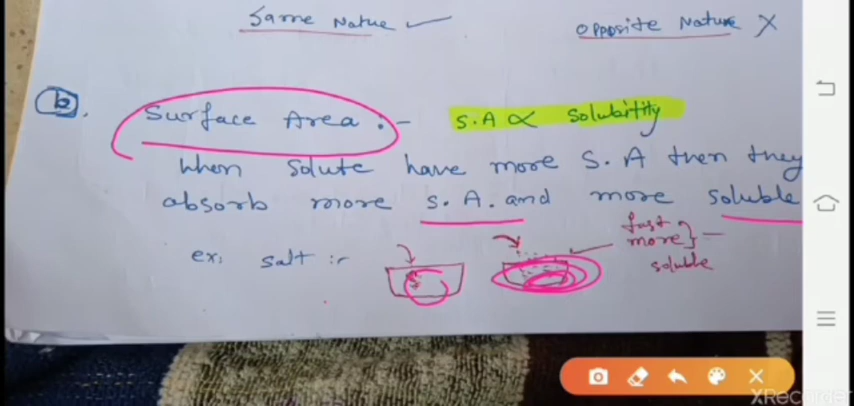 Same Nature ✓
Opposite Nature X
b.
Surface Area :- S.A ∝ Solubility
When Solute have more S.A then they
absorb more S.A. and more Soluble
ex: Salt :-
fast
more } -
soluble
XRecorder